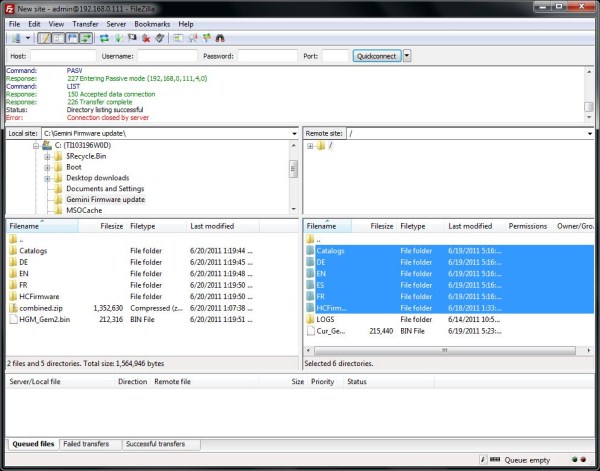 New site - admin@192.168.0.111 - FileZilla
File Edit View Transfer Server Bookmarks Help
Host: Username: Password: Port: Quickconnect
Command: PASV
Response: 227 Entering Passive mode (192,168,0,111,4,0)
Command: LIST
Response: 150 Accepted data connection
Response: 226 Transfer complete
Status: Directory listing successful
Error: Connection closed by server
Local site: C:\Gemini Firmware update\
C: (TI103196W0D)
$Recycle.Bin
Boot
Desktop downloads
Documents and Settings
Gemini Firmware update
MSOCache
Remote site: /
/
Filename Filesize Filetype Last modified
..
Catalogs File folder 6/20/2011 1:19:44 ...
DE File folder 6/20/2011 1:19:45 ...
EN File folder 6/20/2011 1:19:48 ...
FR File folder 6/20/2011 1:19:49 ...
HCFirmware File folder 6/20/2011 1:19:51 ...
combined.zip 1,352,630 Compressed (z... 6/20/2011 1:07:38 ...
HGM_Gem2.bin 212,316 BIN File 6/20/2011 1:19:51 ...
2 files and 5 directories. Total size: 1,564,946 bytes
Filename Filesize Filetype Last modified Permissions Owner/Gro...
..
Catalogs File folder 6/19/2011 5:16:...
DE File folder 6/19/2011 5:16:...
EN File folder 6/19/2011 5:16:...
ES File folder 6/19/2011 5:16:...
FR File folder 6/19/2011 5:16:...
HCFirm... File folder 6/18/2011 1:33:...
LOGS File folder 6/14/2011 10:5...
Cur_Ge... 215,440 BIN File 6/19/2011 5:23:...
Selected 6 directories.
Server/Local file Direction Remote file Size Priority Status
Queued files Failed transfers Successful transfers
Queue: empty